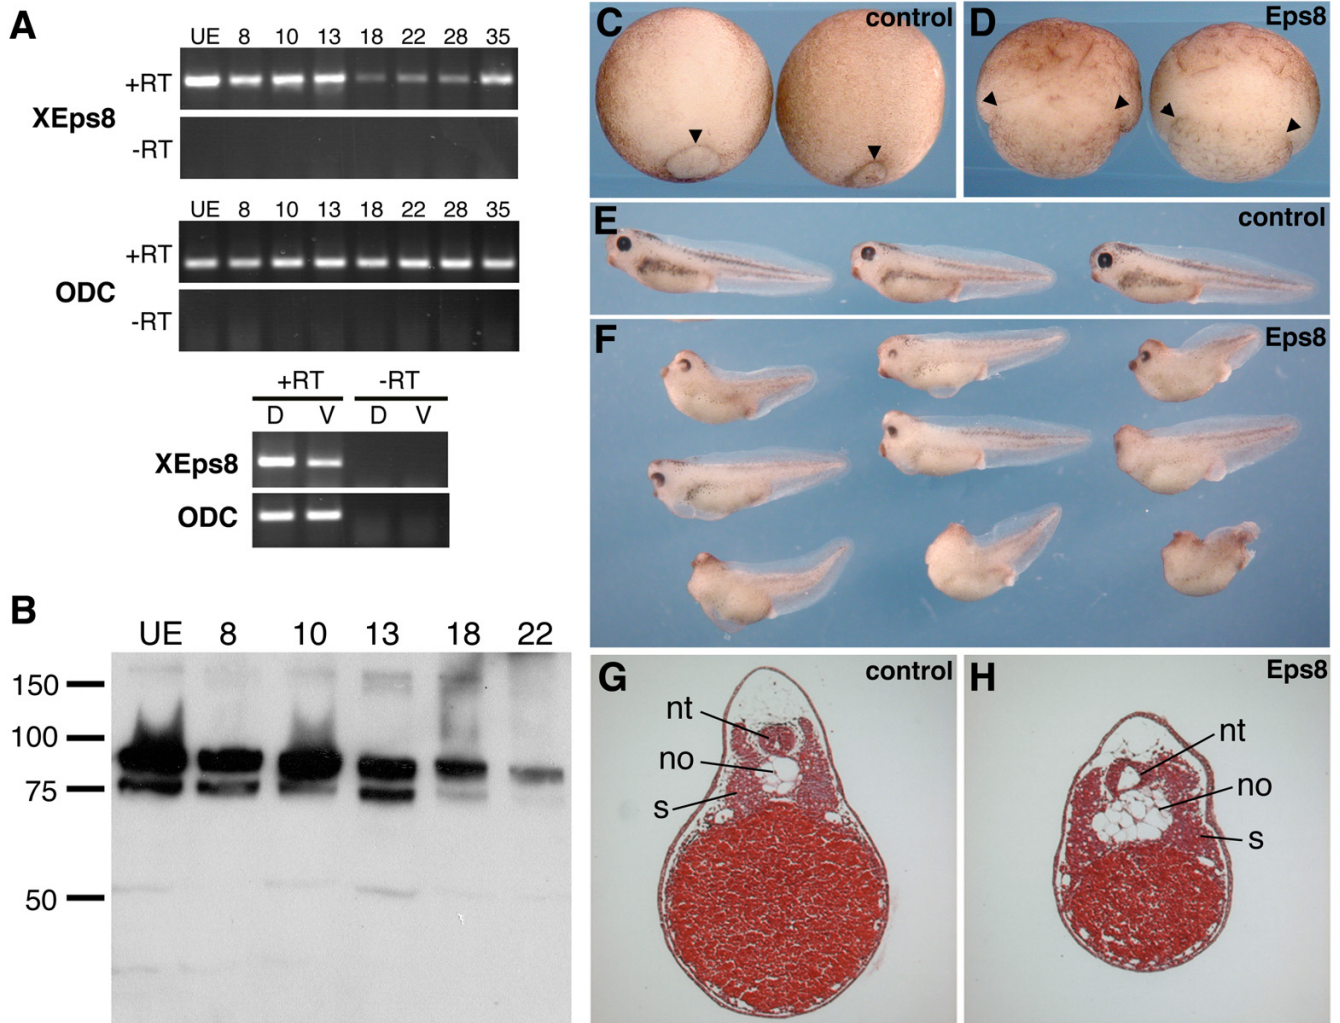 A
UE 8 10 13 18 22 28 35
+RT
XEps8
-RT
UE 8 10 13 18 22 28 35
+RT
ODC
-RT
+RT -RT
D V D V
XEps8
ODC
B
UE 8 10 13 18 22
150
100
75
50
C control
D Eps8
E control
F Eps8
G control
nt
no
s
H Eps8
nt
no
s